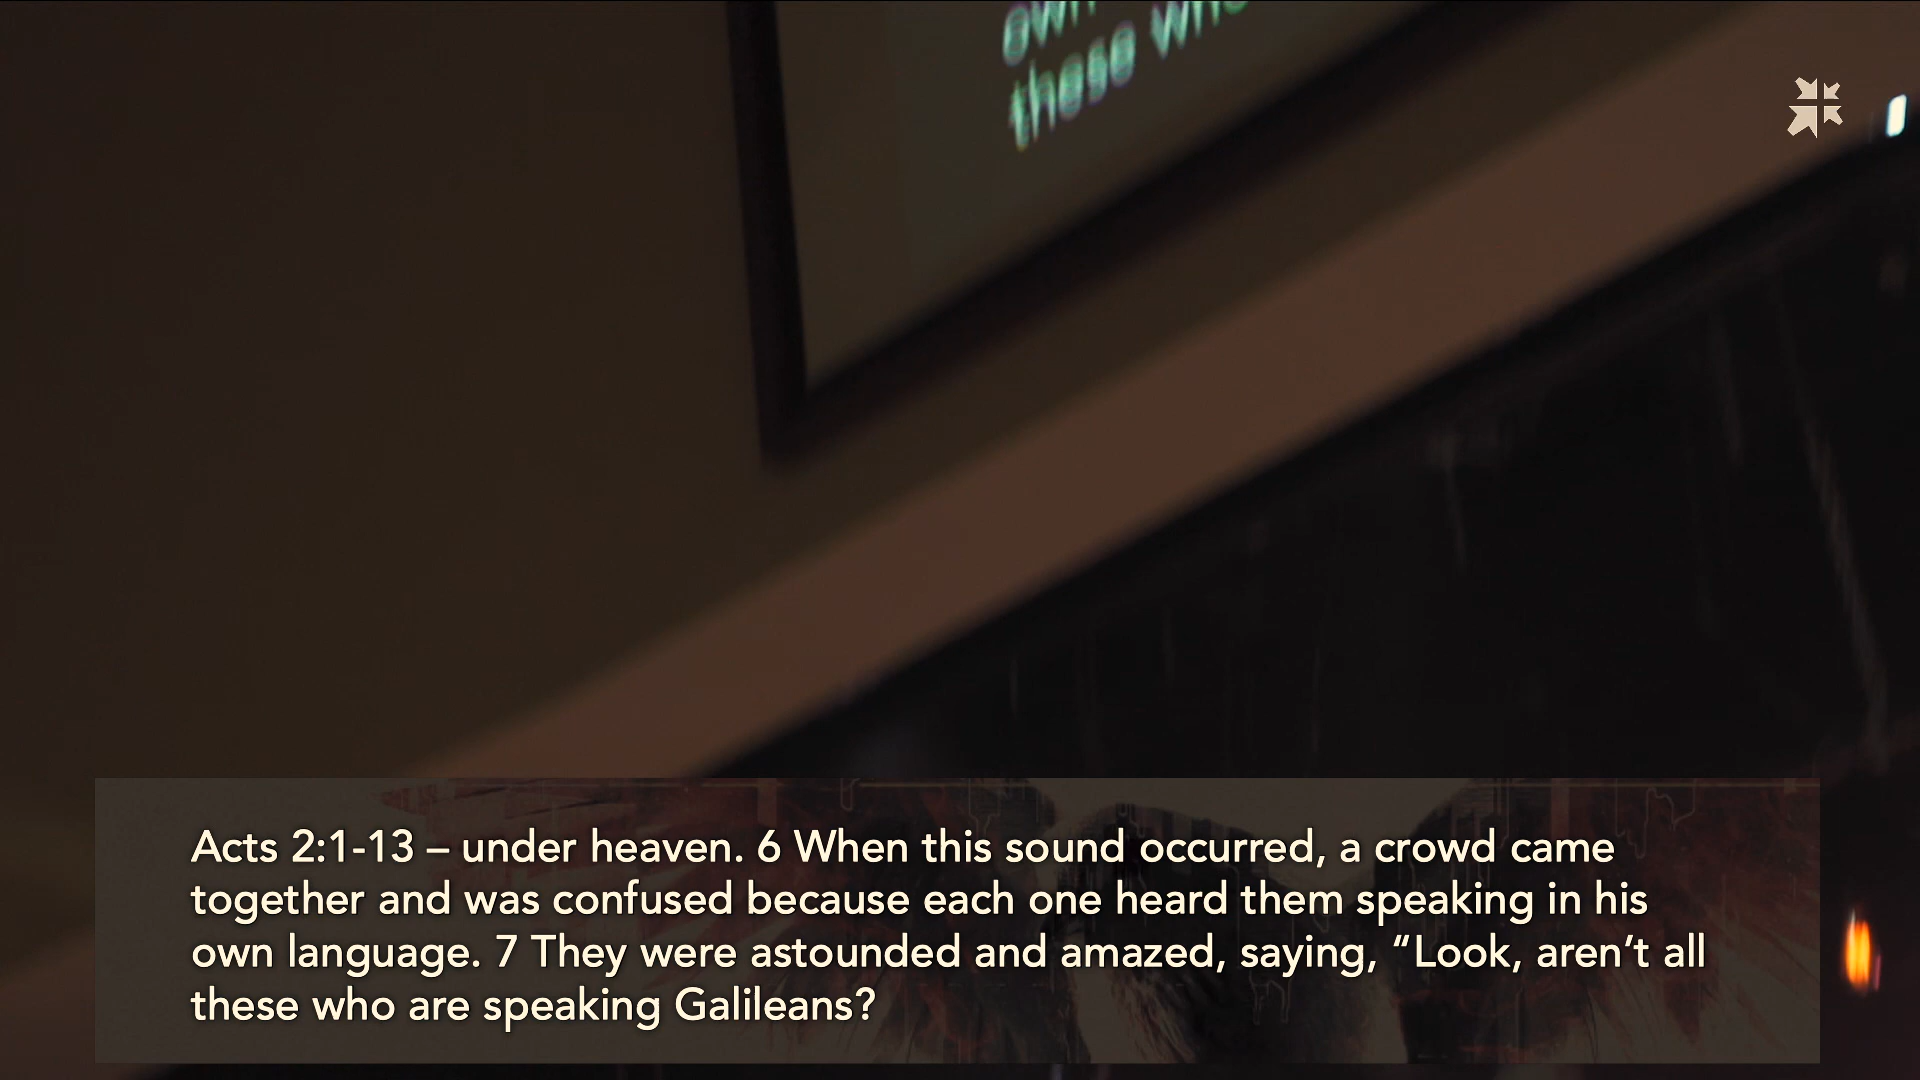 own
these who
Acts 2:1-13 – under heaven. 6 When this sound occurred, a crowd came
together and was confused because each one heard them speaking in his
own language. 7 They were astounded and amazed, saying, “Look, aren’t all
these who are speaking Galileans?